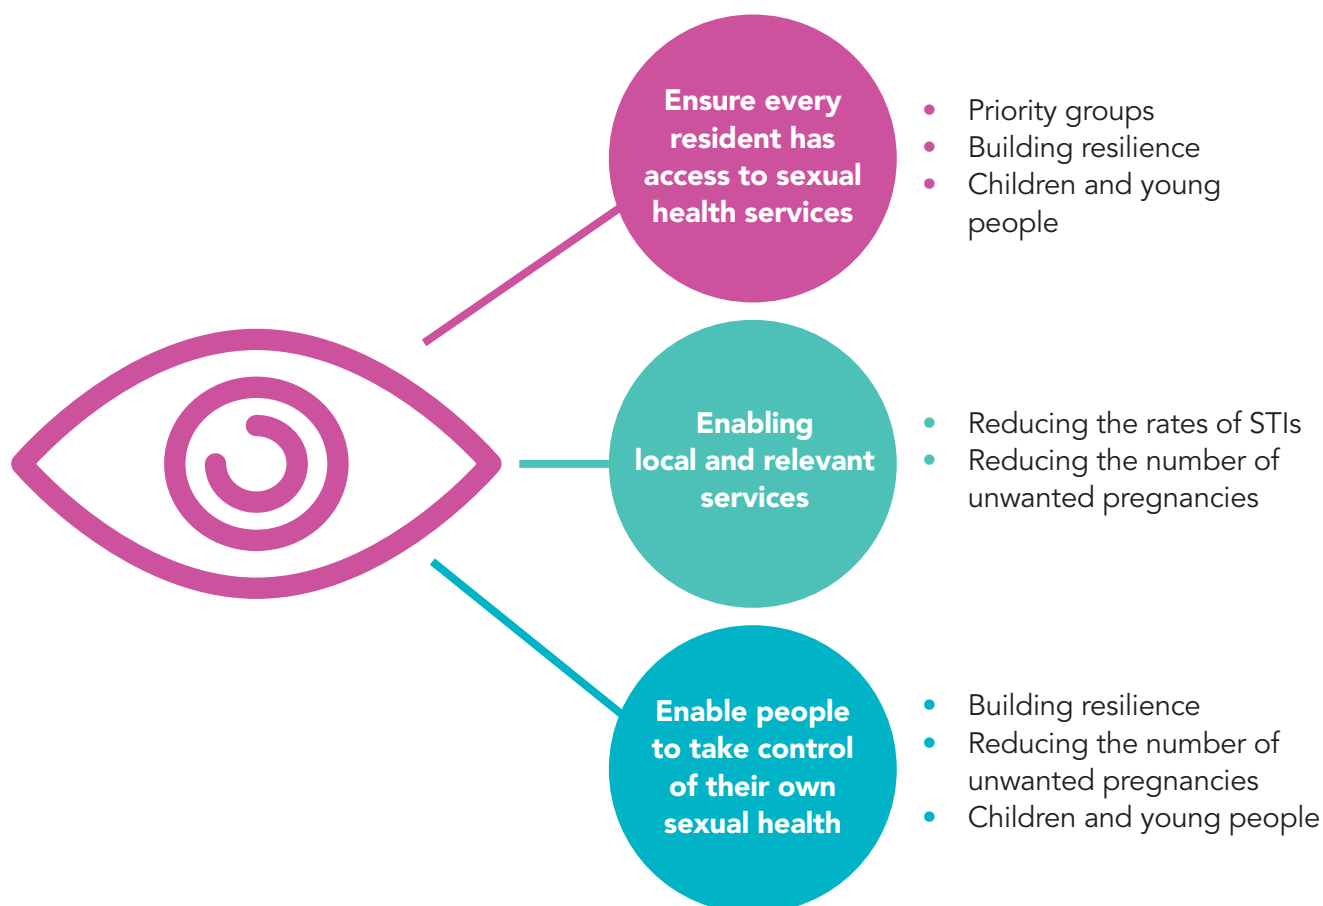 Ensure every
resident has
access to sexual
health services
• Priority groups
• Building resilience
• Children and young
people
Enabling
local and relevant
services
• Reducing the rates of STIs
• Reducing the number of
unwanted pregnancies
Enable people
to take control
of their own
sexual health
• Building resilience
• Reducing the number of
unwanted pregnancies
• Children and young people